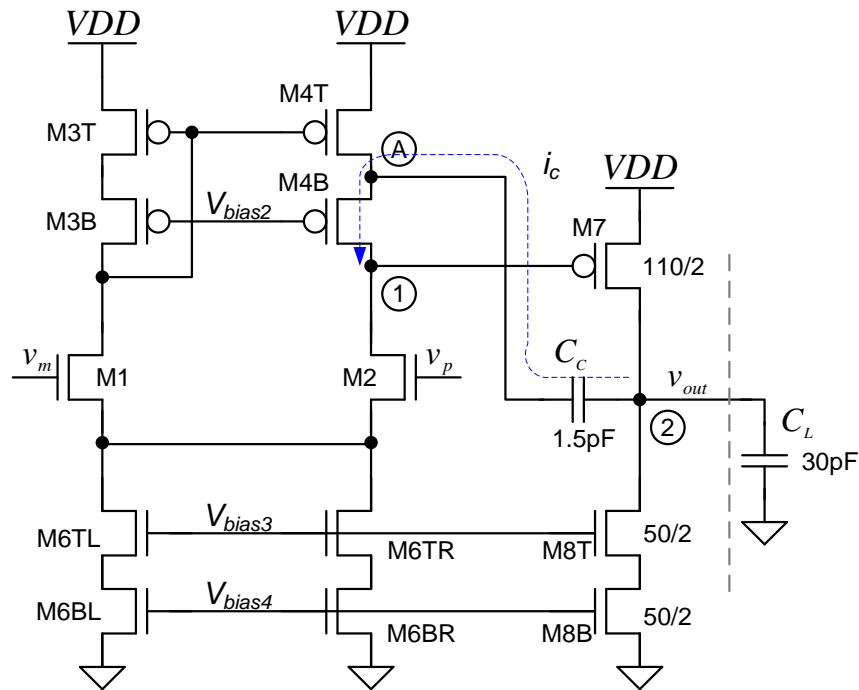 VDD
VDD
M4T
M3T
A
i_c
VDD
M4B
V_bias2
M3B
M7
1
110/2
v_m
M1
M2
v_p
C_C
v_out
1.5pF
2
C_L
30pF
V_bias3
M6TL
M6TR
M8T
50/2
V_bias4
M6BL
M6BR
M8B
50/2